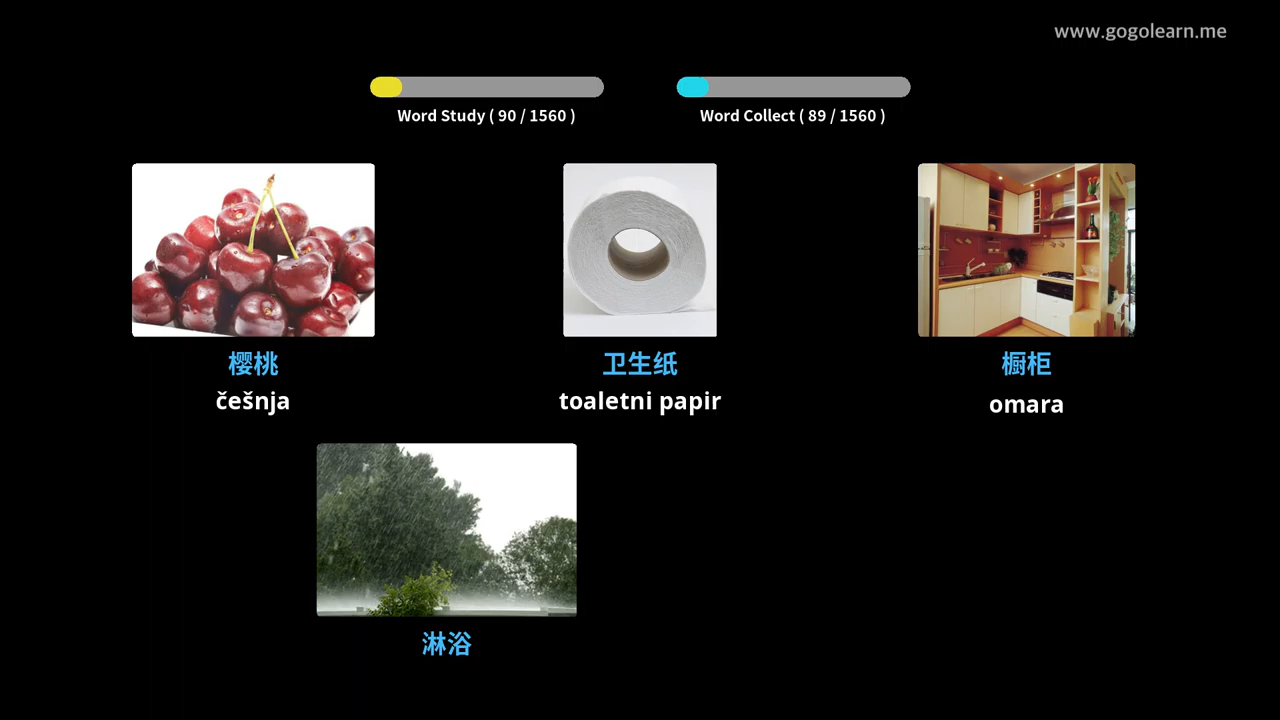 www.gogolearn.me
Word Study ( 90 / 1560 )
Word Collect ( 89 / 1560 )
樱桃
卫生纸
橱柜
češnja
toaletni papir
omara
淋浴